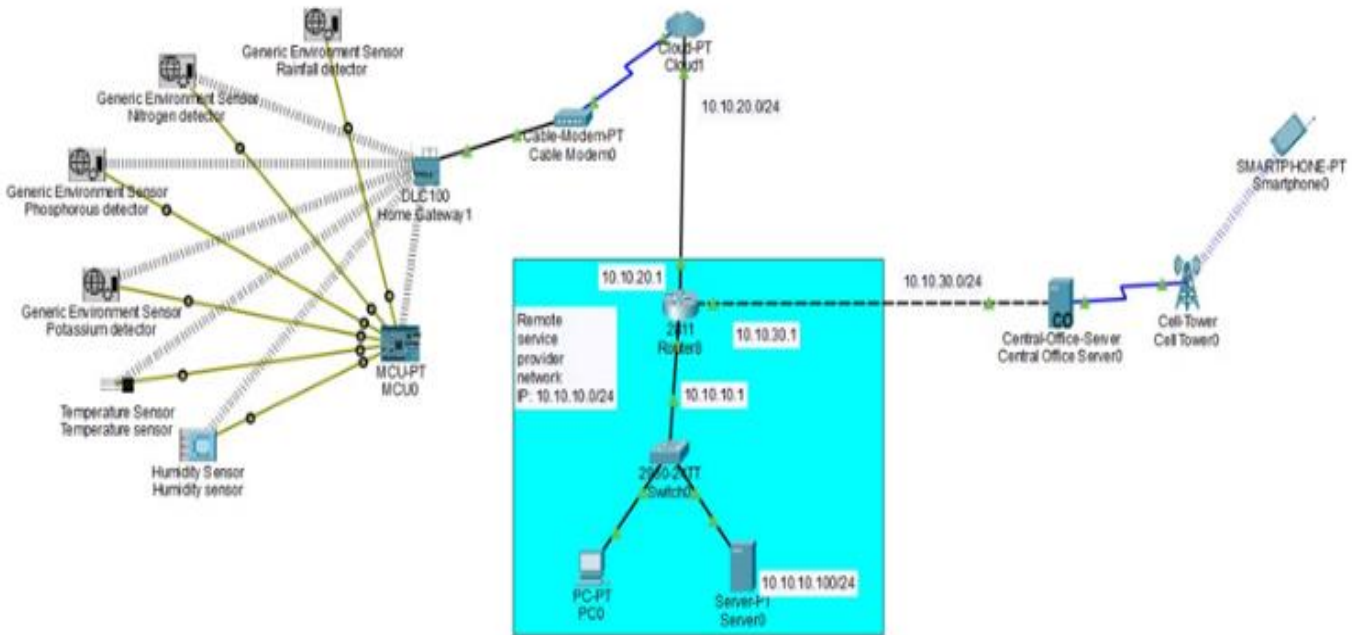 Generic Environment Sensor
Rainfall detector
Generic Environment Sensor
Nitrogen detector
Generic Environment Sensor
Phosphorous detector
Generic Environment Sensor
Potassium detector
Temperature Sensor
Temperature sensor
Humidity Sensor
Humidity sensor
MCU-PT
MCU0
DLC100
Home Gateway1
Cable-Modem-PT
Cable Modem0
Cloud-PT
Cloud1
10.10.20.0/24
10.10.20.1
Remote
service
provider
network
IP: 10.10.10.0/24
2811
10.10.30.1
10.10.10.1
Switch0
PC-PT
PC0
Server-PT
Server0
10.10.10.100/24
10.10.30.0/24
CO
Central-Office-Server
Central Office Server0
Cell-Tower
Cell Tower0
SMARTPHONE-PT
Smartphone0